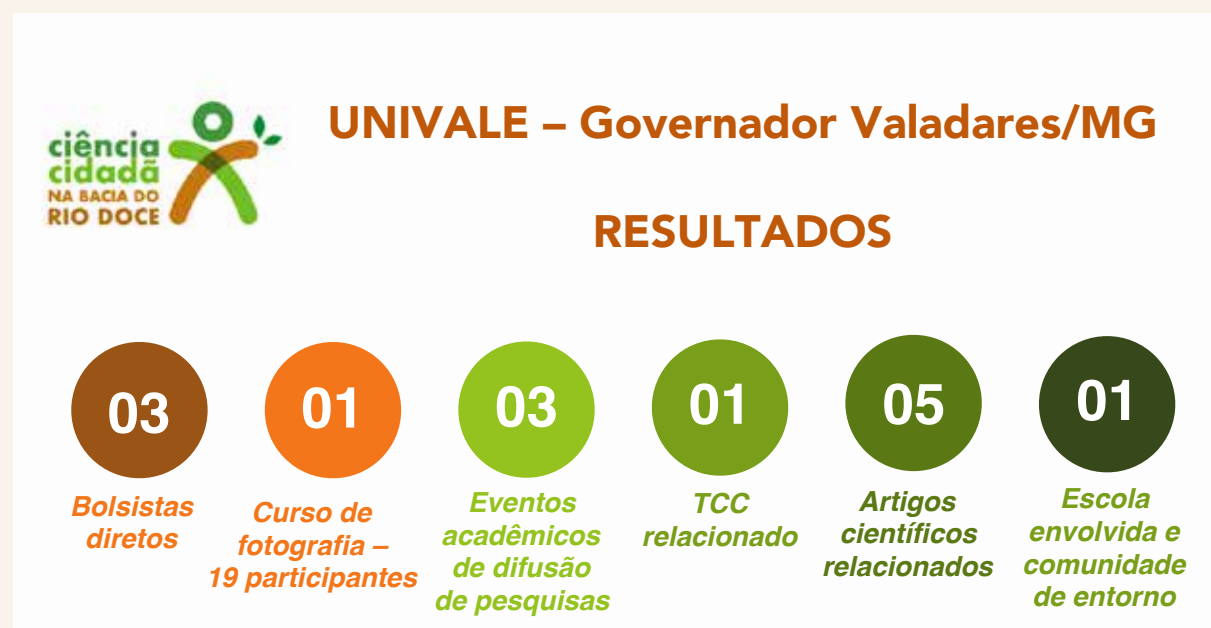 ciência
cidadã
NA BACIA DO
RIO DOCE
UNIVALE – Governador Valadares/MG
RESULTADOS
03
Bolsistas
diretos
01
Curso de
fotografia –
19 participantes
03
Eventos
acadêmicos
de difusão
de pesquisas
01
TCC
relacionado
05
Artigos
científicos
relacionados
01
Escola
envolvida e
comunidade
de entorno